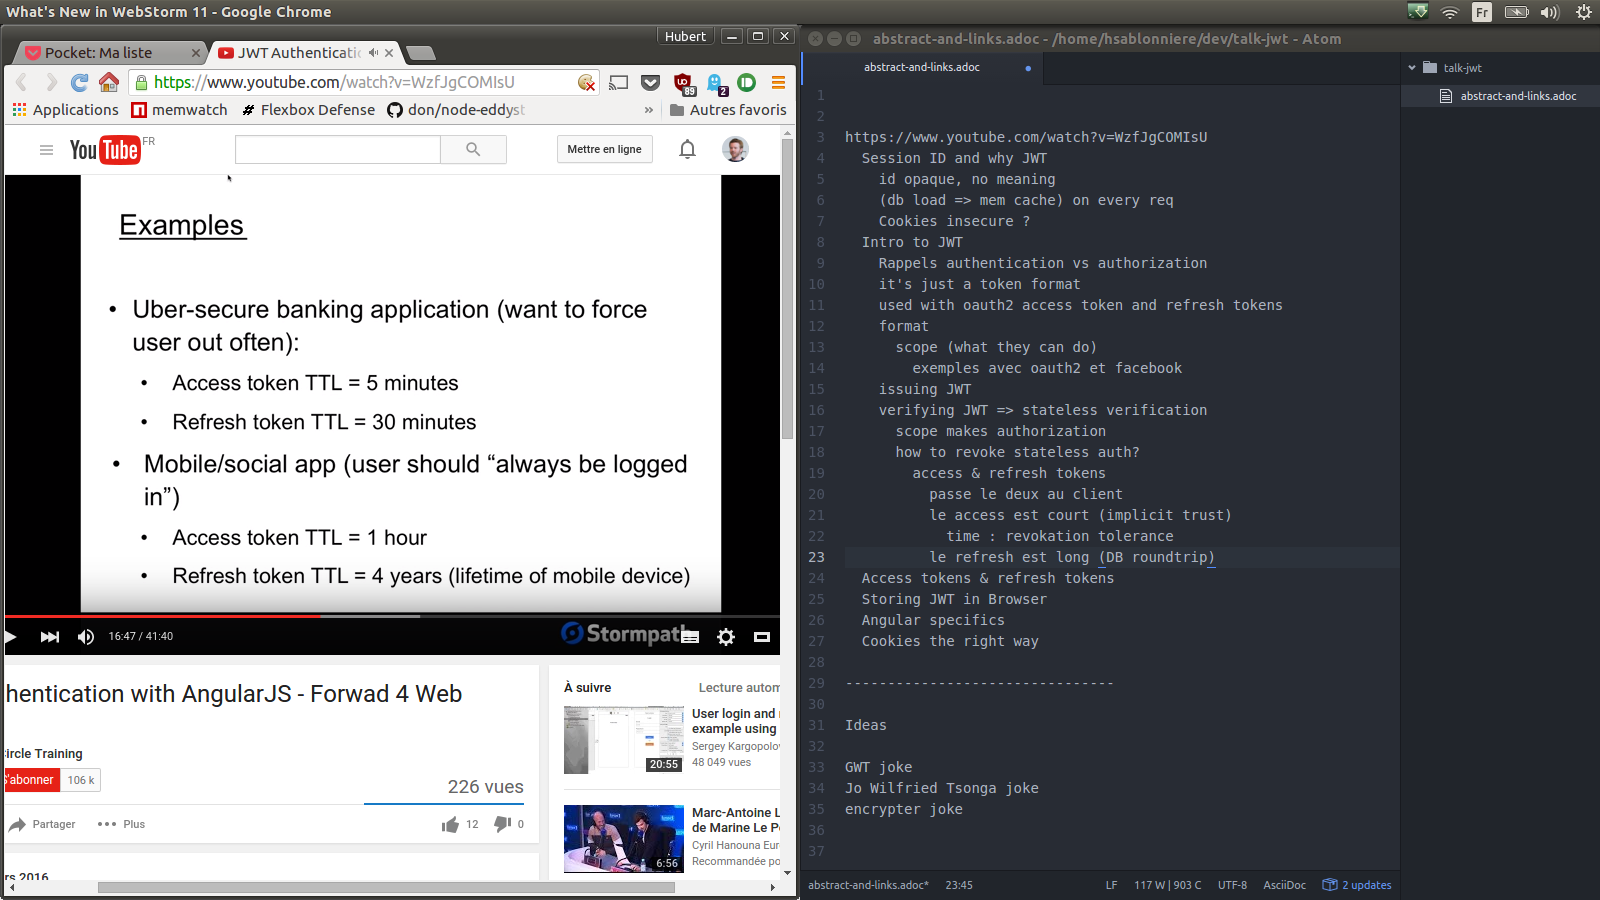 What's New in WebStorm 11 - Google Chrome
Fr
Hubert
Pocket: Ma liste
JWT Authenticatio
https://www.youtube.com/watch?v=WzfJgCOMIsU
89
2
Applications
memwatch
Flexbox Defense
don/node-eddyst
»
Autres favoris
YouTube FR
Mettre en ligne
Examples
• Uber-secure banking application (want to force
user out often):
• Access token TTL = 5 minutes
• Refresh token TTL = 30 minutes
• Mobile/social app (user should “always be logged
in”)
• Access token TTL = 1 hour
• Refresh token TTL = 4 years (lifetime of mobile device)
16:47 / 41:40
Stormpath
hentication with AngularJS - Forwad 4 Web
ircle Training
s'abonner
106 k
226 vues
Partager
Plus
12
0
rs 2016
À suivre
Lecture autom
User login and
example using
Sergey Kargopolov
48 049 vues
20:55
Marc-Antoine L
de Marine Le P
Cyril Hanouna Eur
Recommandée po
6:56
abstract-and-links.adoc - /home/hsablonniere/dev/talk-jwt - Atom
abstract-and-links.adoc
talk-jwt
abstract-and-links.adoc
1
2
3 https://www.youtube.com/watch?v=WzfJgCOMIsU
4 Session ID and why JWT
5 id opaque, no meaning
6 (db load => mem cache) on every req
7 Cookies insecure ?
8 Intro to JWT
9 Rappels authentication vs authorization
10 it's just a token format
11 used with oauth2 access token and refresh tokens
12 format
13 scope (what they can do)
14 exemples avec oauth2 et facebook
15 issuing JWT
16 verifying JWT => stateless verification
17 scope makes authorization
18 how to revoke stateless auth?
19 access & refresh tokens
20 passe le deux au client
21 le access est court (implicit trust)
22 time : revokation tolerance
23 le refresh est long (DB roundtrip)
24 Access tokens & refresh tokens
25 Storing JWT in Browser
26 Angular specifics
27 Cookies the right way
28
29 --------------------------------
30
31 Ideas
32
33 GWT joke
34 Jo Wilfried Tsonga joke
35 encrypter joke
36
37
abstract-and-links.adoc* 23:45
LF 117 W | 903 C UTF-8 AsciiDoc 2 updates